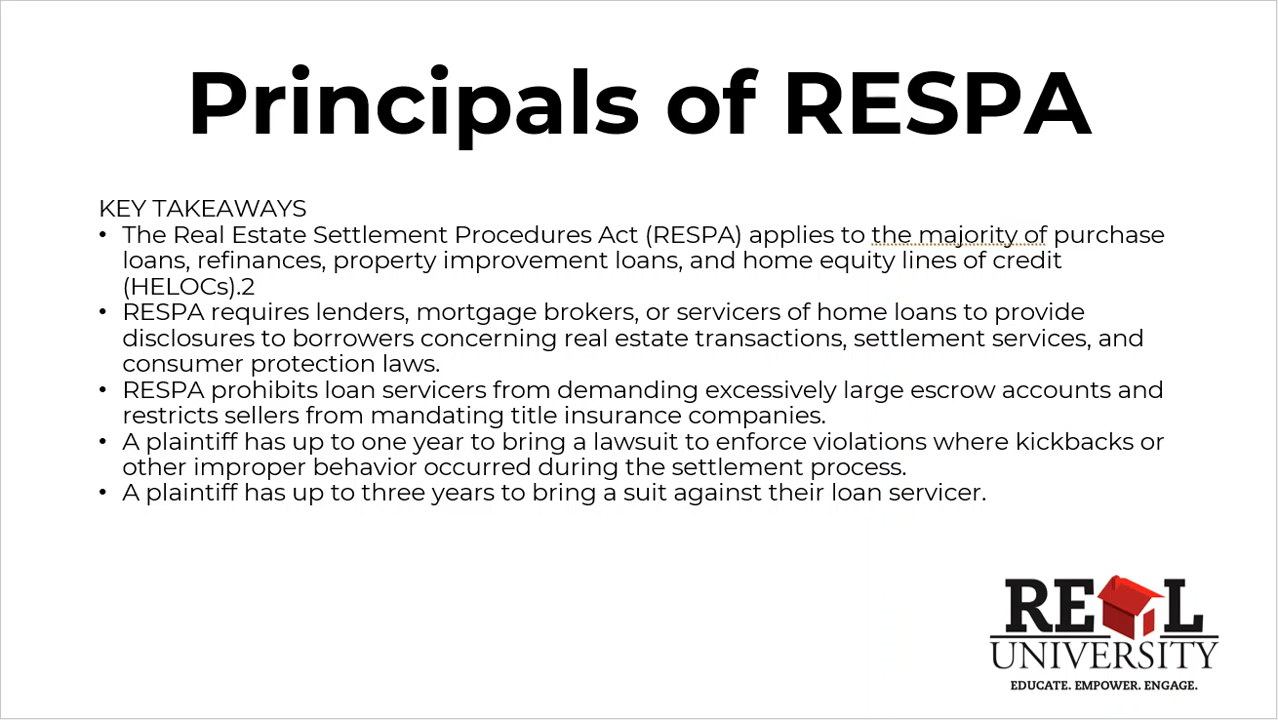 Principals of RESPA
KEY TAKEAWAYS
• The Real Estate Settlement Procedures Act (RESPA) applies to the majority of purchase
loans, refinances, property improvement loans, and home equity lines of credit
(HELOCs).2
• RESPA requires lenders, mortgage brokers, or servicers of home loans to provide
disclosures to borrowers concerning real estate transactions, settlement services, and
consumer protection laws.
• RESPA prohibits loan servicers from demanding excessively large escrow accounts and
restricts sellers from mandating title insurance companies.
• A plaintiff has up to one year to bring a lawsuit to enforce violations where kickbacks or
other improper behavior occurred during the settlement process.
• A plaintiff has up to three years to bring a suit against their loan servicer.
REAL
UNIVERSITY
EDUCATE. EMPOWER. ENGAGE.